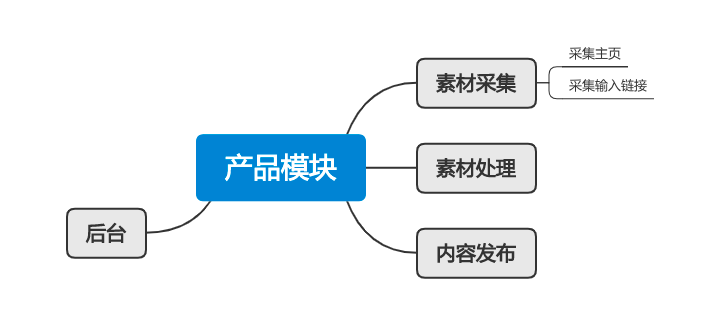 产品模块
素材采集
采集主页
采集输入链接
素材处理
内容发布
后台